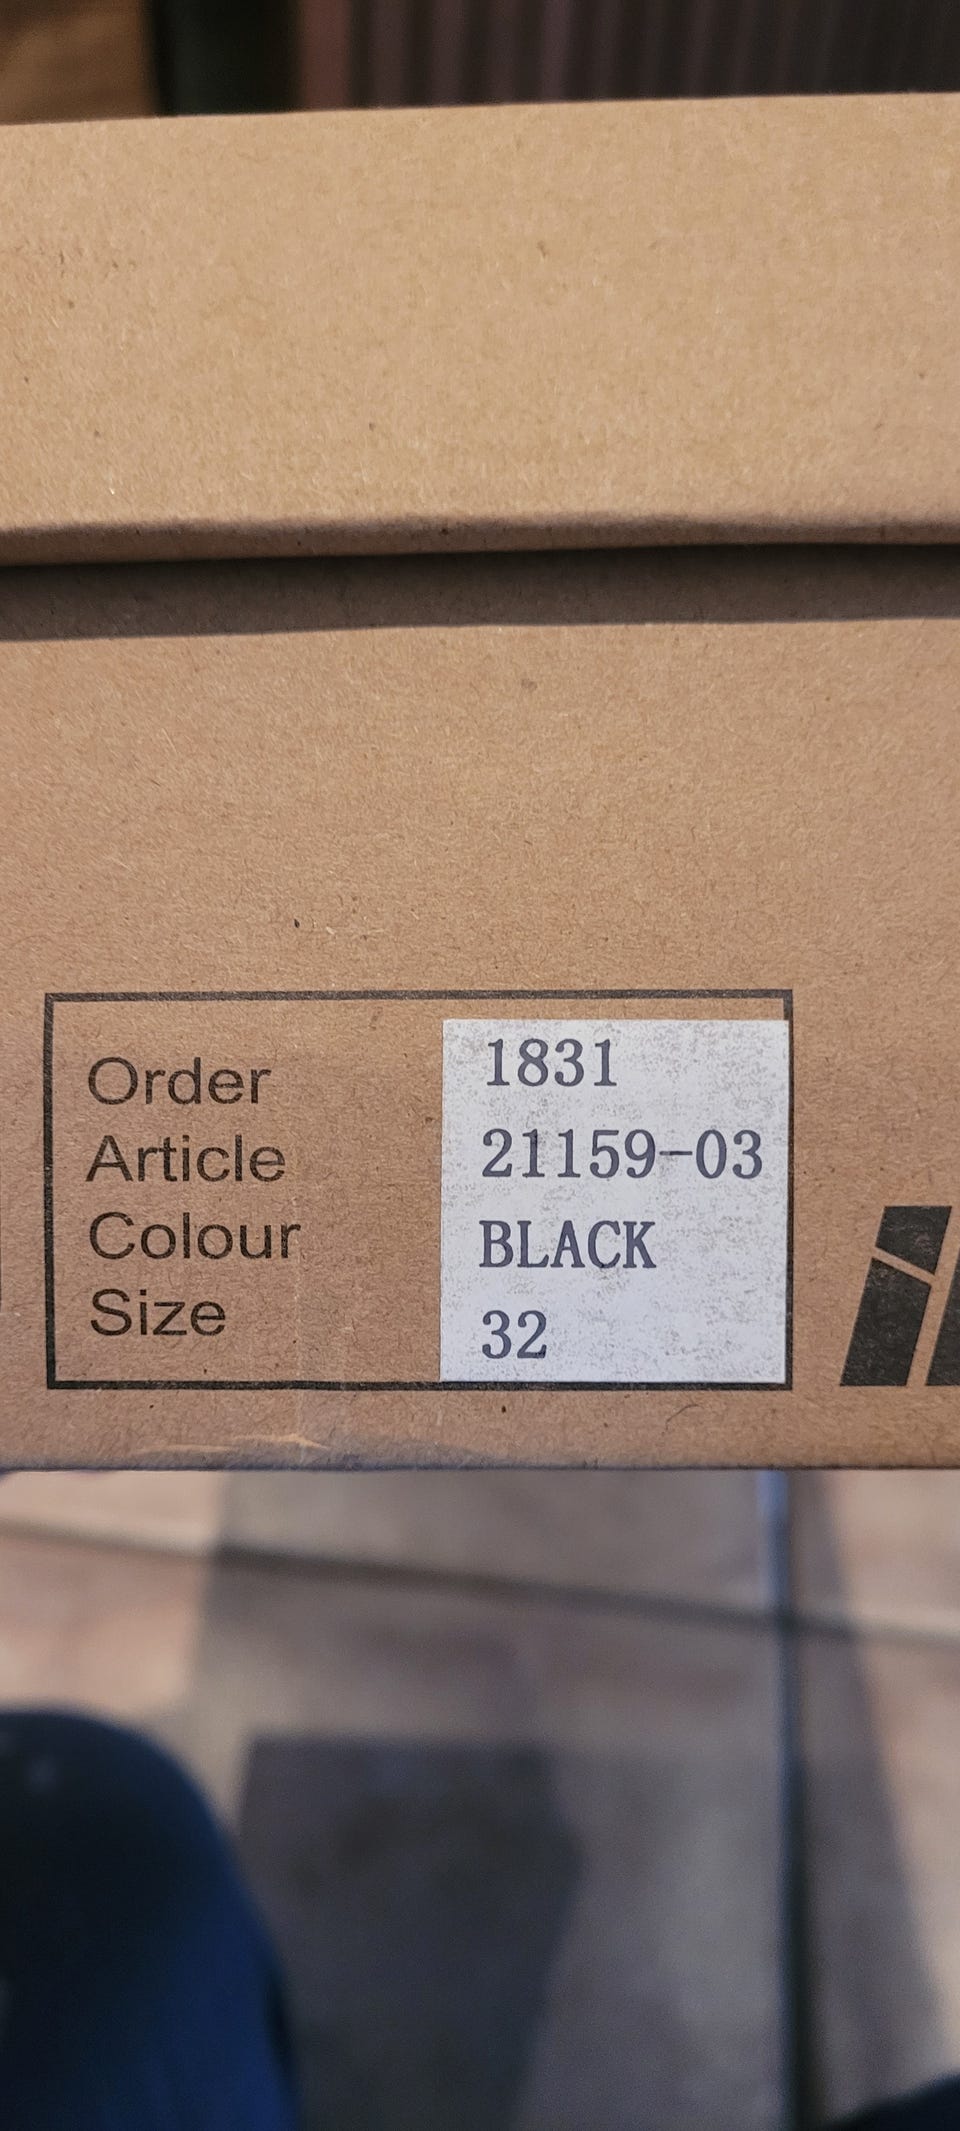 Order 1831
Article 21159-03
Colour BLACK
Size 32